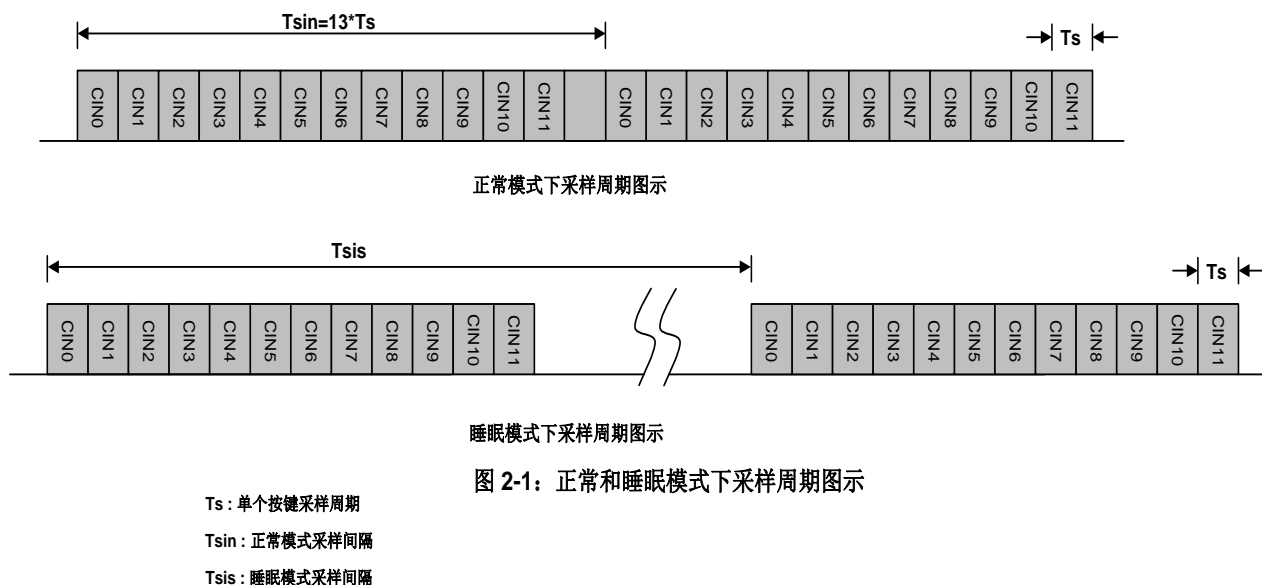 Tsin=13*Ts
Ts
CIN0 CIN1 CIN2 CIN3 CIN4 CIN5 CIN6 CIN7 CIN8 CIN9 CIN10 CIN11 CIN0 CIN1 CIN2 CIN3 CIN4 CIN5 CIN6 CIN7 CIN8 CIN9 CIN10 CIN11
正常模式下采样周期图示
Tsis
Ts
CIN0 CIN1 CIN2 CIN3 CIN4 CIN5 CIN6 CIN7 CIN8 CIN9 CIN10 CIN11 CIN0 CIN1 CIN2 CIN3 CIN4 CIN5 CIN6 CIN7 CIN8 CIN9 CIN10 CIN11
睡眠模式下采样周期图示
图 2-1：正常和睡眠模式下采样周期图示
Ts : 单个按键采样周期
Tsin : 正常模式采样间隔
Tsis : 睡眠模式采样间隔